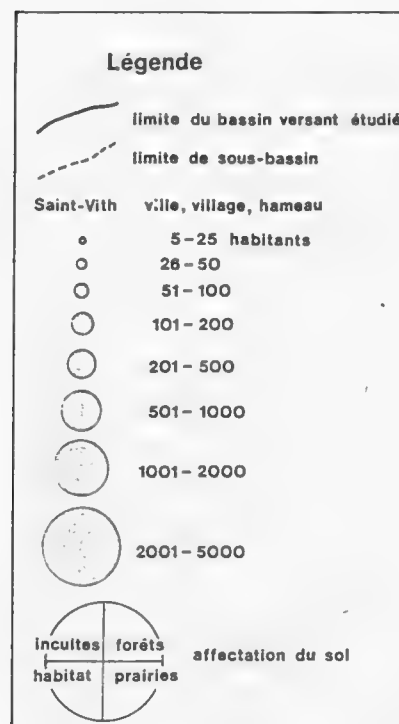 Légende
limite du bassin versant étudié
limite de sous-bassin
Saint-Vith ville, village, hameau
5-25 habitants
26-50
51-100
101-200
201-500
501-1000
1001-2000
2001-5000
incultes forêts
affectation du sol
habitat prairies